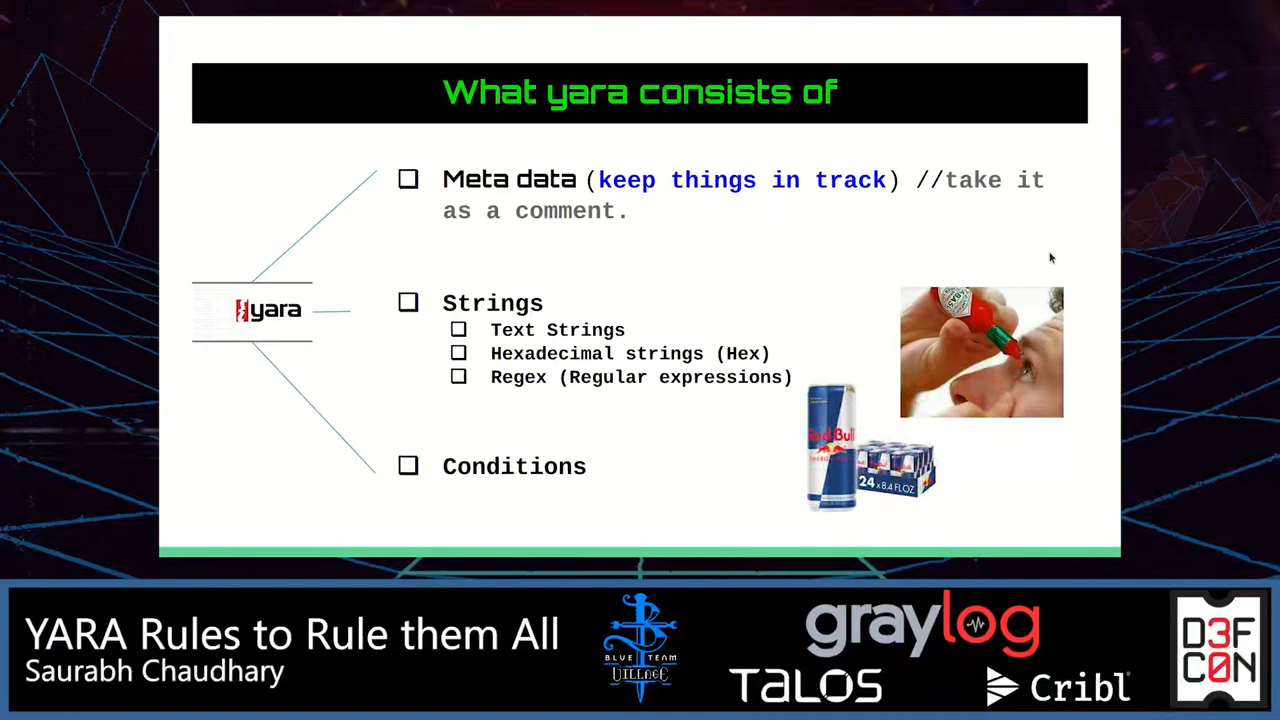 What yara consists of
❑ Meta data (keep things in track) //take it
as a comment.
yara
❑ Strings
❑ Text Strings
❑ Hexadecimal strings (Hex)
❑ Regex (Regular expressions)
TABASCO
Red Bull
24 x 8.4 FL OZ
❑ Conditions
YARA Rules to Rule them All
Saurabh Chaudhary
BLUE TEAM
VILLAGE
graylog
TALOS
Cribl
D3F
C0N